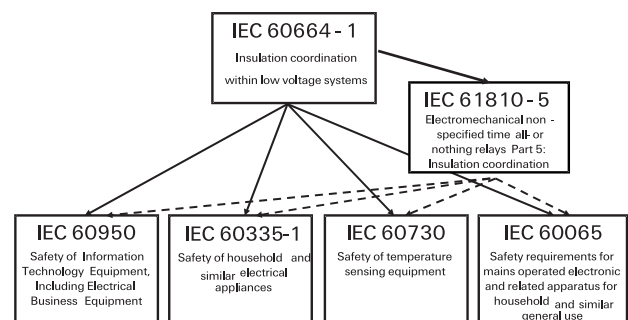 IEC 60664-1
Insulation coordination
within low voltage systems
IEC 61810-5
Electromechanical non -
specified time all- or
nothing relays Part 5:
Insulation coordination
IEC 60950
Safety of Information
Technology Equipment,
Including Electrical
Business Equipment
IEC 60335-1
Safety of household and
similar electrical
appliances
IEC 60730
Safety of temperature
sensing equipment
IEC 60065
Safety requirements for
mains operated electronic
and related apparatus for
household and similar
general use